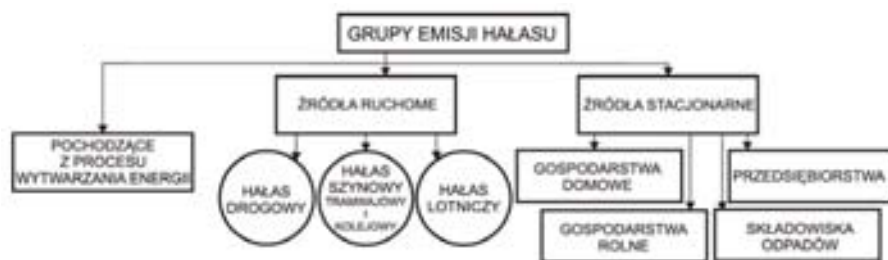 GRUPY EMISJI HAŁASU
ŹRÓDŁA RUCHOME
ŹRÓDŁA STACJONARNE
POCHODZĄCE
Z PROCESU
WYTWARZANIA ENERGII
HAŁAS
DROGOWY
HAŁAS
SZYNOWY
TRAMWAJOWY
I
KOLEJOWY
HAŁAS
LOTNICZY
GOSPODARSTWA
DOMOWE
PRZEDSIĘBIORSTWA
GOSPODARSTWA
ROLNE
SKŁADOWISKA
ODPADÓW